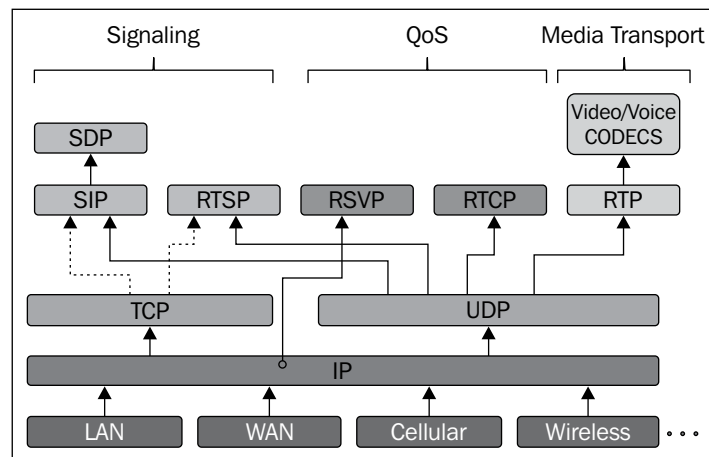 Signaling
QoS
Media Transport
Video/Voice
CODECS
SDP
SIP
RTSP
RSVP
RTCP
RTP
TCP
UDP
IP
LAN
WAN
Cellular
Wireless